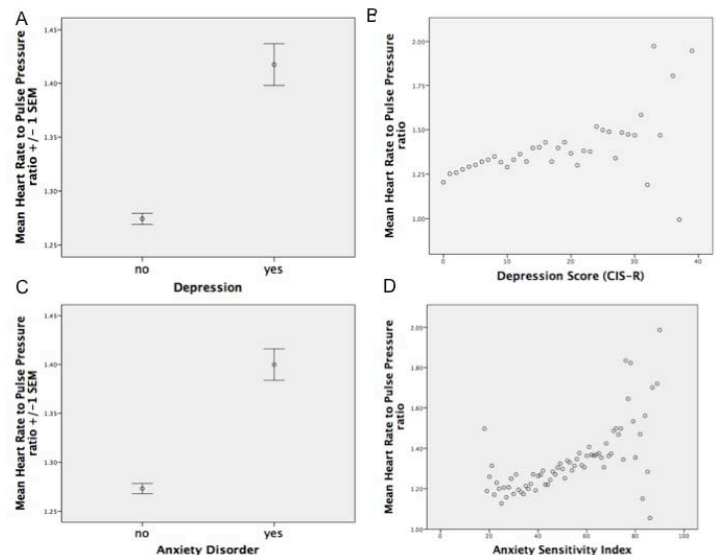 A
Mean Heart Rate to Pulse Pressure
ratio +/- 1 SEM
1.45
1.40
1.35
1.30
1.25
no
yes
Depression
B
Mean Heart Rate to Pulse Pressure
ratio
2.00
1.75
1.50
1.25
1.00
0
10
20
30
40
Depression Score (CIS-R)
C
Mean Heart Rate to Pulse Pressure
ratio +/-1 SEM
1.45
1.40
1.35
1.30
1.25
no
yes
Anxiety Disorder
D
Mean Heart Rate to Pulse Pressure
ratio
2.00
1.80
1.60
1.40
1.20
1.00
0
20
40
60
80
100
Anxiety Sensitivity Index